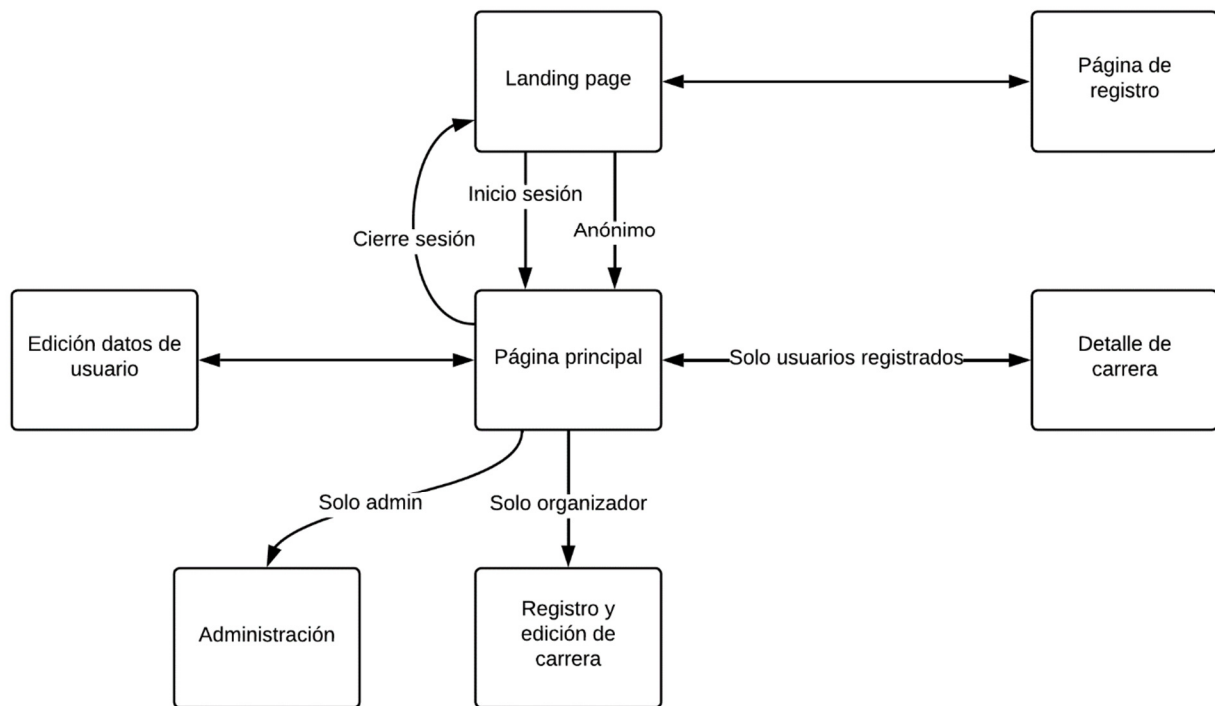 Landing page
Página de
registro
Inicio sesión
Anónimo
Cierre sesión
Edición datos de
usuario
Página principal
Solo usuarios registrados
Detalle de
carrera
Solo admin
Solo organizador
Administración
Registro y
edición de
carrera